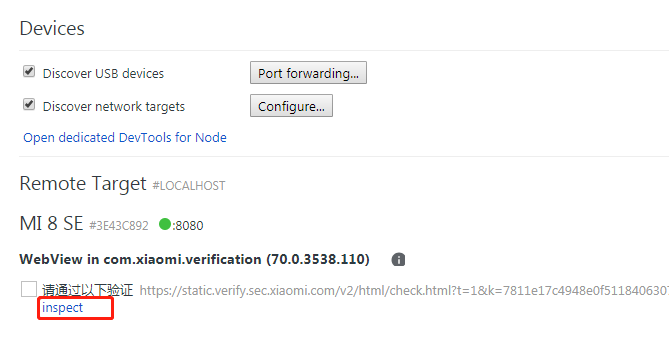 Devices
Discover USB devices Port forwarding...
Discover network targets Configure...
Open dedicated DevTools for Node
Remote Target #LOCALHOST
MI 8 SE #3E43C892 :8080
WebView in com.xiaomi.verification (70.0.3538.110)
请通过以下验证 https://static.verify.sec.xiaomi.com/v2/html/check.html?t=1&k=7811e17c4948e0f5118406307
inspect